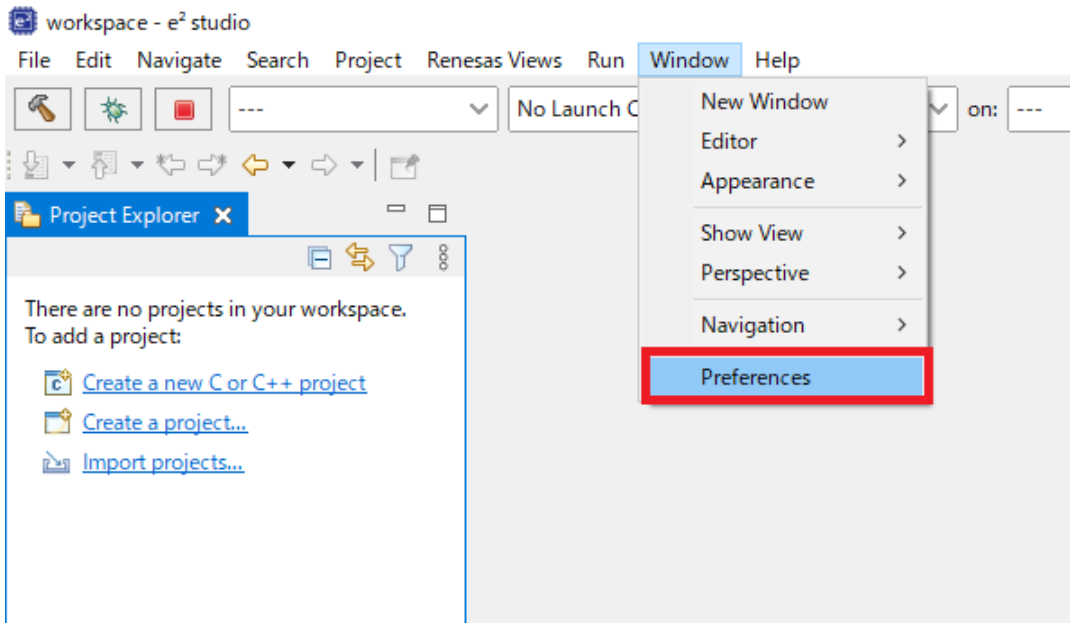 workspace - e² studio
File Edit Navigate Search Project Renesas Views Run Window Help
--- No Launch C on: ---
New Window
Editor
Appearance
Show View
Perspective
Navigation
Preferences
Project Explorer
There are no projects in your workspace.
To add a project:
Create a new C or C++ project
Create a project...
Import projects...